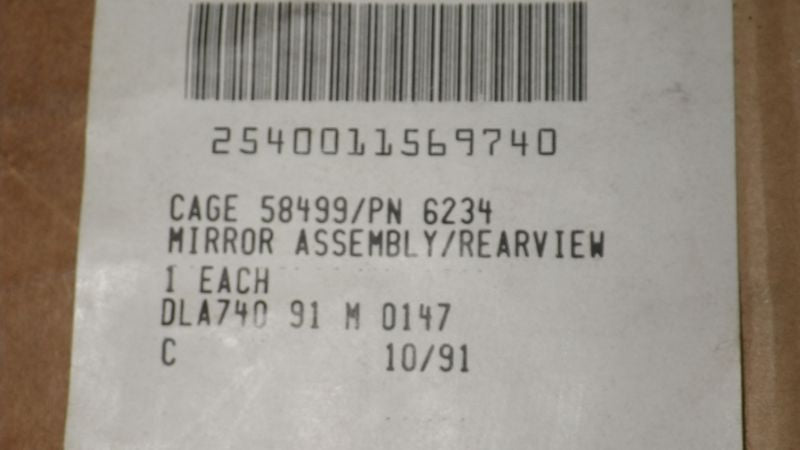 2540011569740
CAGE 58499/PN 6234
MIRROR ASSEMBLY/REARVIEW
1 EACH
DLA740 91 M 0147
C 10/91